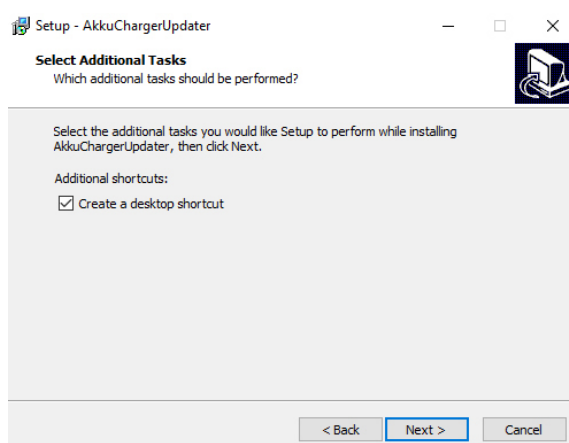 Setup - AkkuChargerUpdater
Select Additional Tasks
Which additional tasks should be performed?
Select the additional tasks you would like Setup to perform while installing
AkkuChargerUpdater, then click Next.
Additional shortcuts:
Create a desktop shortcut
< Back Next > Cancel